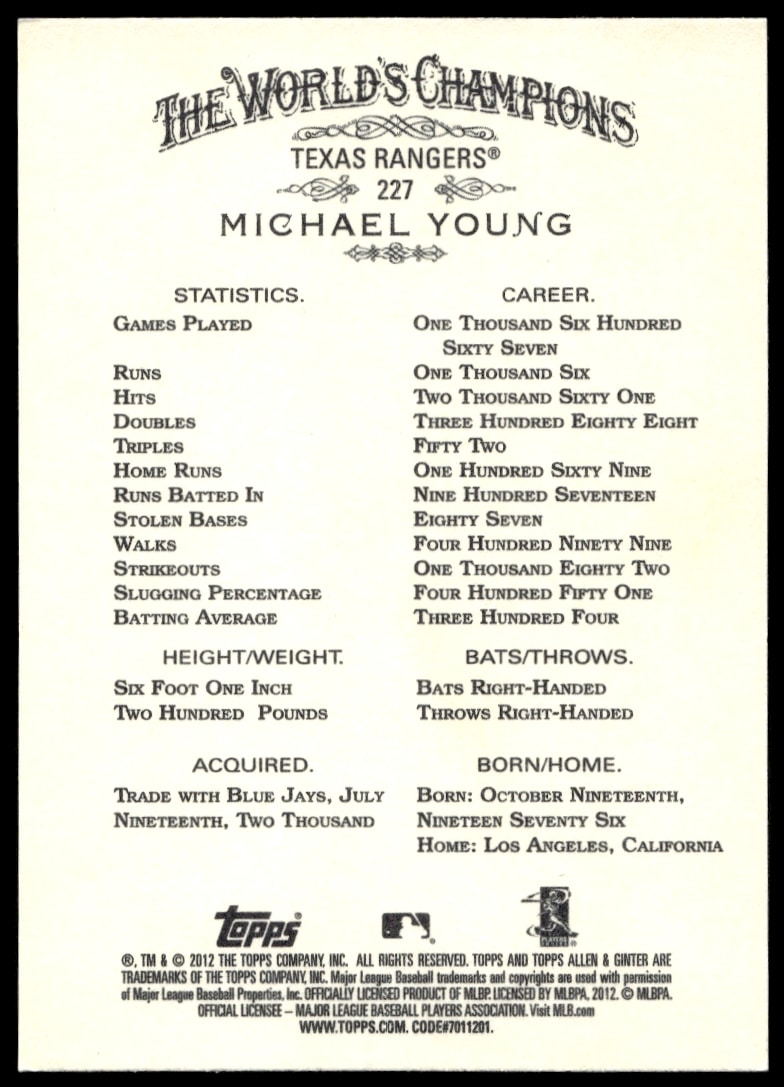 THE WORLD'S CHAMPIONS
TEXAS RANGERS®
227
MICHAEL YOUNG
STATISTICS. CAREER.
GAMES PLAYED ONE THOUSAND SIX HUNDRED
SIXTY SEVEN
RUNS ONE THOUSAND SIX
HITS TWO THOUSAND SIXTY ONE
DOUBLES THREE HUNDRED EIGHTY EIGHT
TRIPLES FIFTY TWO
HOME RUNS ONE HUNDRED SIXTY NINE
RUNS BATTED IN NINE HUNDRED SEVENTEEN
STOLEN BASES EIGHTY SEVEN
WALKS FOUR HUNDRED NINETY NINE
STRIKEOUTS ONE THOUSAND EIGHTY TWO
SLUGGING PERCENTAGE FOUR HUNDRED FIFTY ONE
BATTING AVERAGE THREE HUNDRED FOUR
HEIGHT/WEIGHT. BATS/THROWS.
SIX FOOT ONE INCH BATS RIGHT-HANDED
TWO HUNDRED POUNDS THROWS RIGHT-HANDED
ACQUIRED. BORN/HOME.
TRADE WITH BLUE JAYS, JULY BORN: OCTOBER NINETEENTH,
NINETEENTH, TWO THOUSAND NINETEEN SEVENTY SIX
HOME: LOS ANGELES, CALIFORNIA
Topps ® ®
®, TM & © 2012 THE TOPPS COMPANY, INC. ALL RIGHTS RESERVED. TOPPS AND TOPPS ALLEN & GINTER ARE
TRADEMARKS OF THE TOPPS COMPANY, INC. Major League Baseball trademarks and copyrights are used with permission
of Major League Baseball Properties, Inc. OFFICIALLY LICENSED PRODUCT OF MLBP. LICENSED BY MLBPA, 2012. © MLBPA.
OFFICIAL LICENSEE – MAJOR LEAGUE BASEBALL PLAYERS ASSOCIATION. Visit MLB.com
WWW.TOPPS.COM. CODE#7011201.